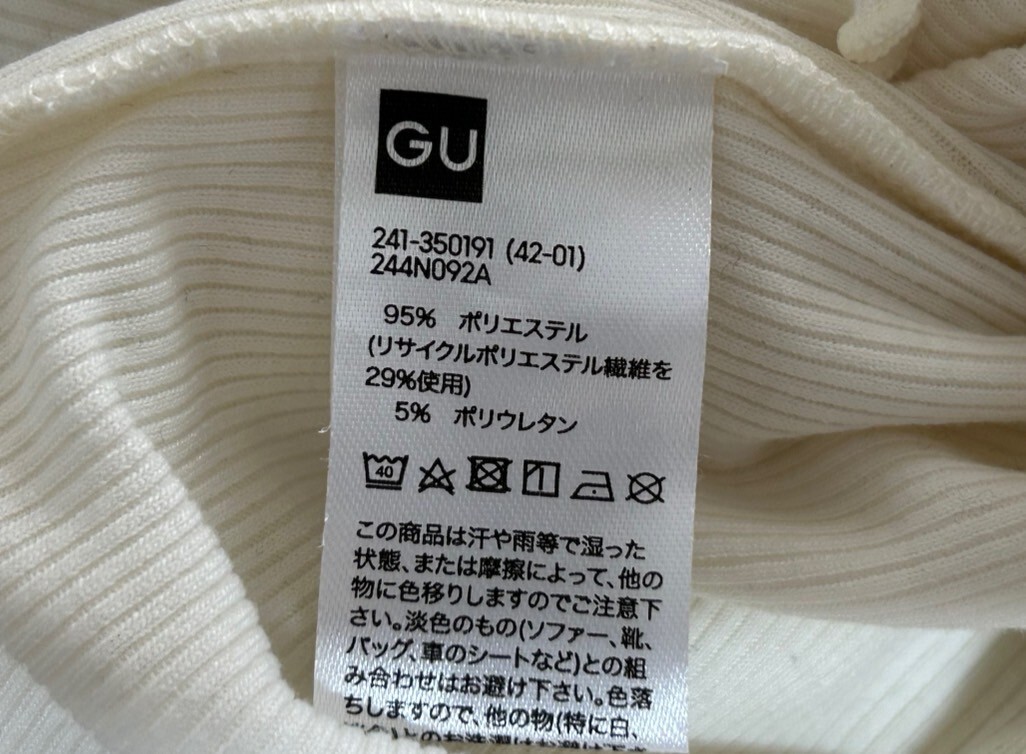 GU
241-350191 (42-01)
244N092A
95% ポリエステル
(リサイクルポリエステル繊維を
29%使用)
5% ポリウレタン
40
この商品は汗や雨等で湿った
状態、または摩擦によって、他の
物に色移りしますのでご注意下
さい。淡色のもの(ソファー、靴、
バッグ、車のシートなど)との組
み合わせはお避け下さい。色落
ちしますので、他の物(特に白、